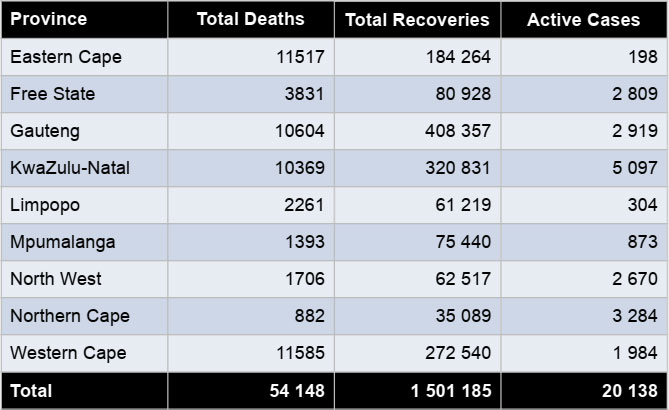 Province Total Deaths Total Recoveries Active Cases
Eastern Cape 11517 184 264 198
Free State 3831 80 928 2 809
Gauteng 10604 408 357 2 919
KwaZulu-Natal 10369 320 831 5 097
Limpopo 2261 61 219 304
Mpumalanga 1393 75 440 873
North West 1706 62 517 2 670
Northern Cape 882 35 089 3 284
Western Cape 11585 272 540 1 984
Total 54 148 1 501 185 20 138